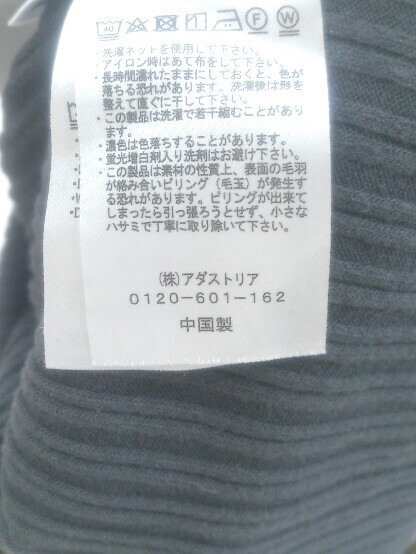 40
F
W
・洗濯ネットを使用して下さい。
・アイロン時はあて布をして下さい。
・長時間濡れたままにしておくと、色が
落ちる恐れがあります。洗濯後は形を
整えて直ぐに干して下さい。
・この製品は洗濯で若干縮むことがあり
ます。
・濃色は色落ちすることがあります。
・蛍光増白剤入り洗剤はお避け下さい。
・この製品は素材の性質上、表面の毛羽
が絡み合いピリング（毛玉）が発生す
る恐れがあります。ピリングが出来て
しまったら引っ張ろうとせず、小さな
ハサミで丁寧に取り除いて下さい。
(株)アダストリア
0120-601-162
中国製